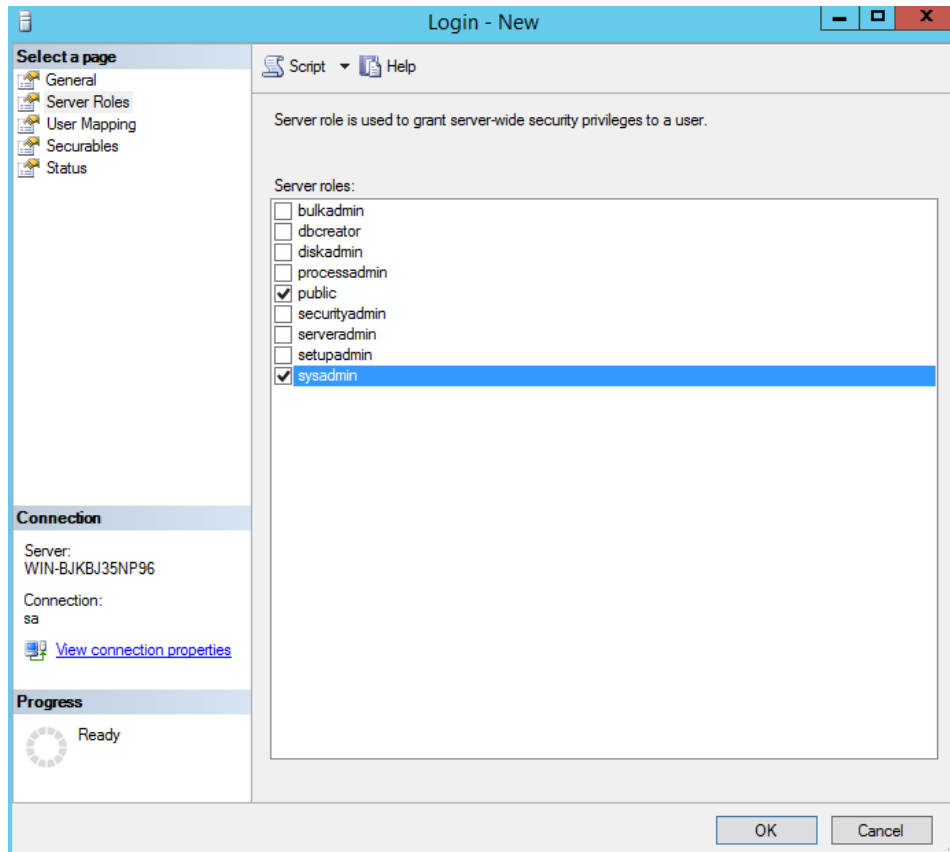 Login - New
Select a page
General
Server Roles
User Mapping
Securables
Status
Script
Help
Server role is used to grant server-wide security privileges to a user.
Server roles:
bulkadmin
dbcreator
diskadmin
processadmin
public
securityadmin
serveradmin
setupadmin
sysadmin
Connection
Server:
WIN-BJKBJ35NP96
Connection:
sa
View connection properties
Progress
Ready
OK
Cancel